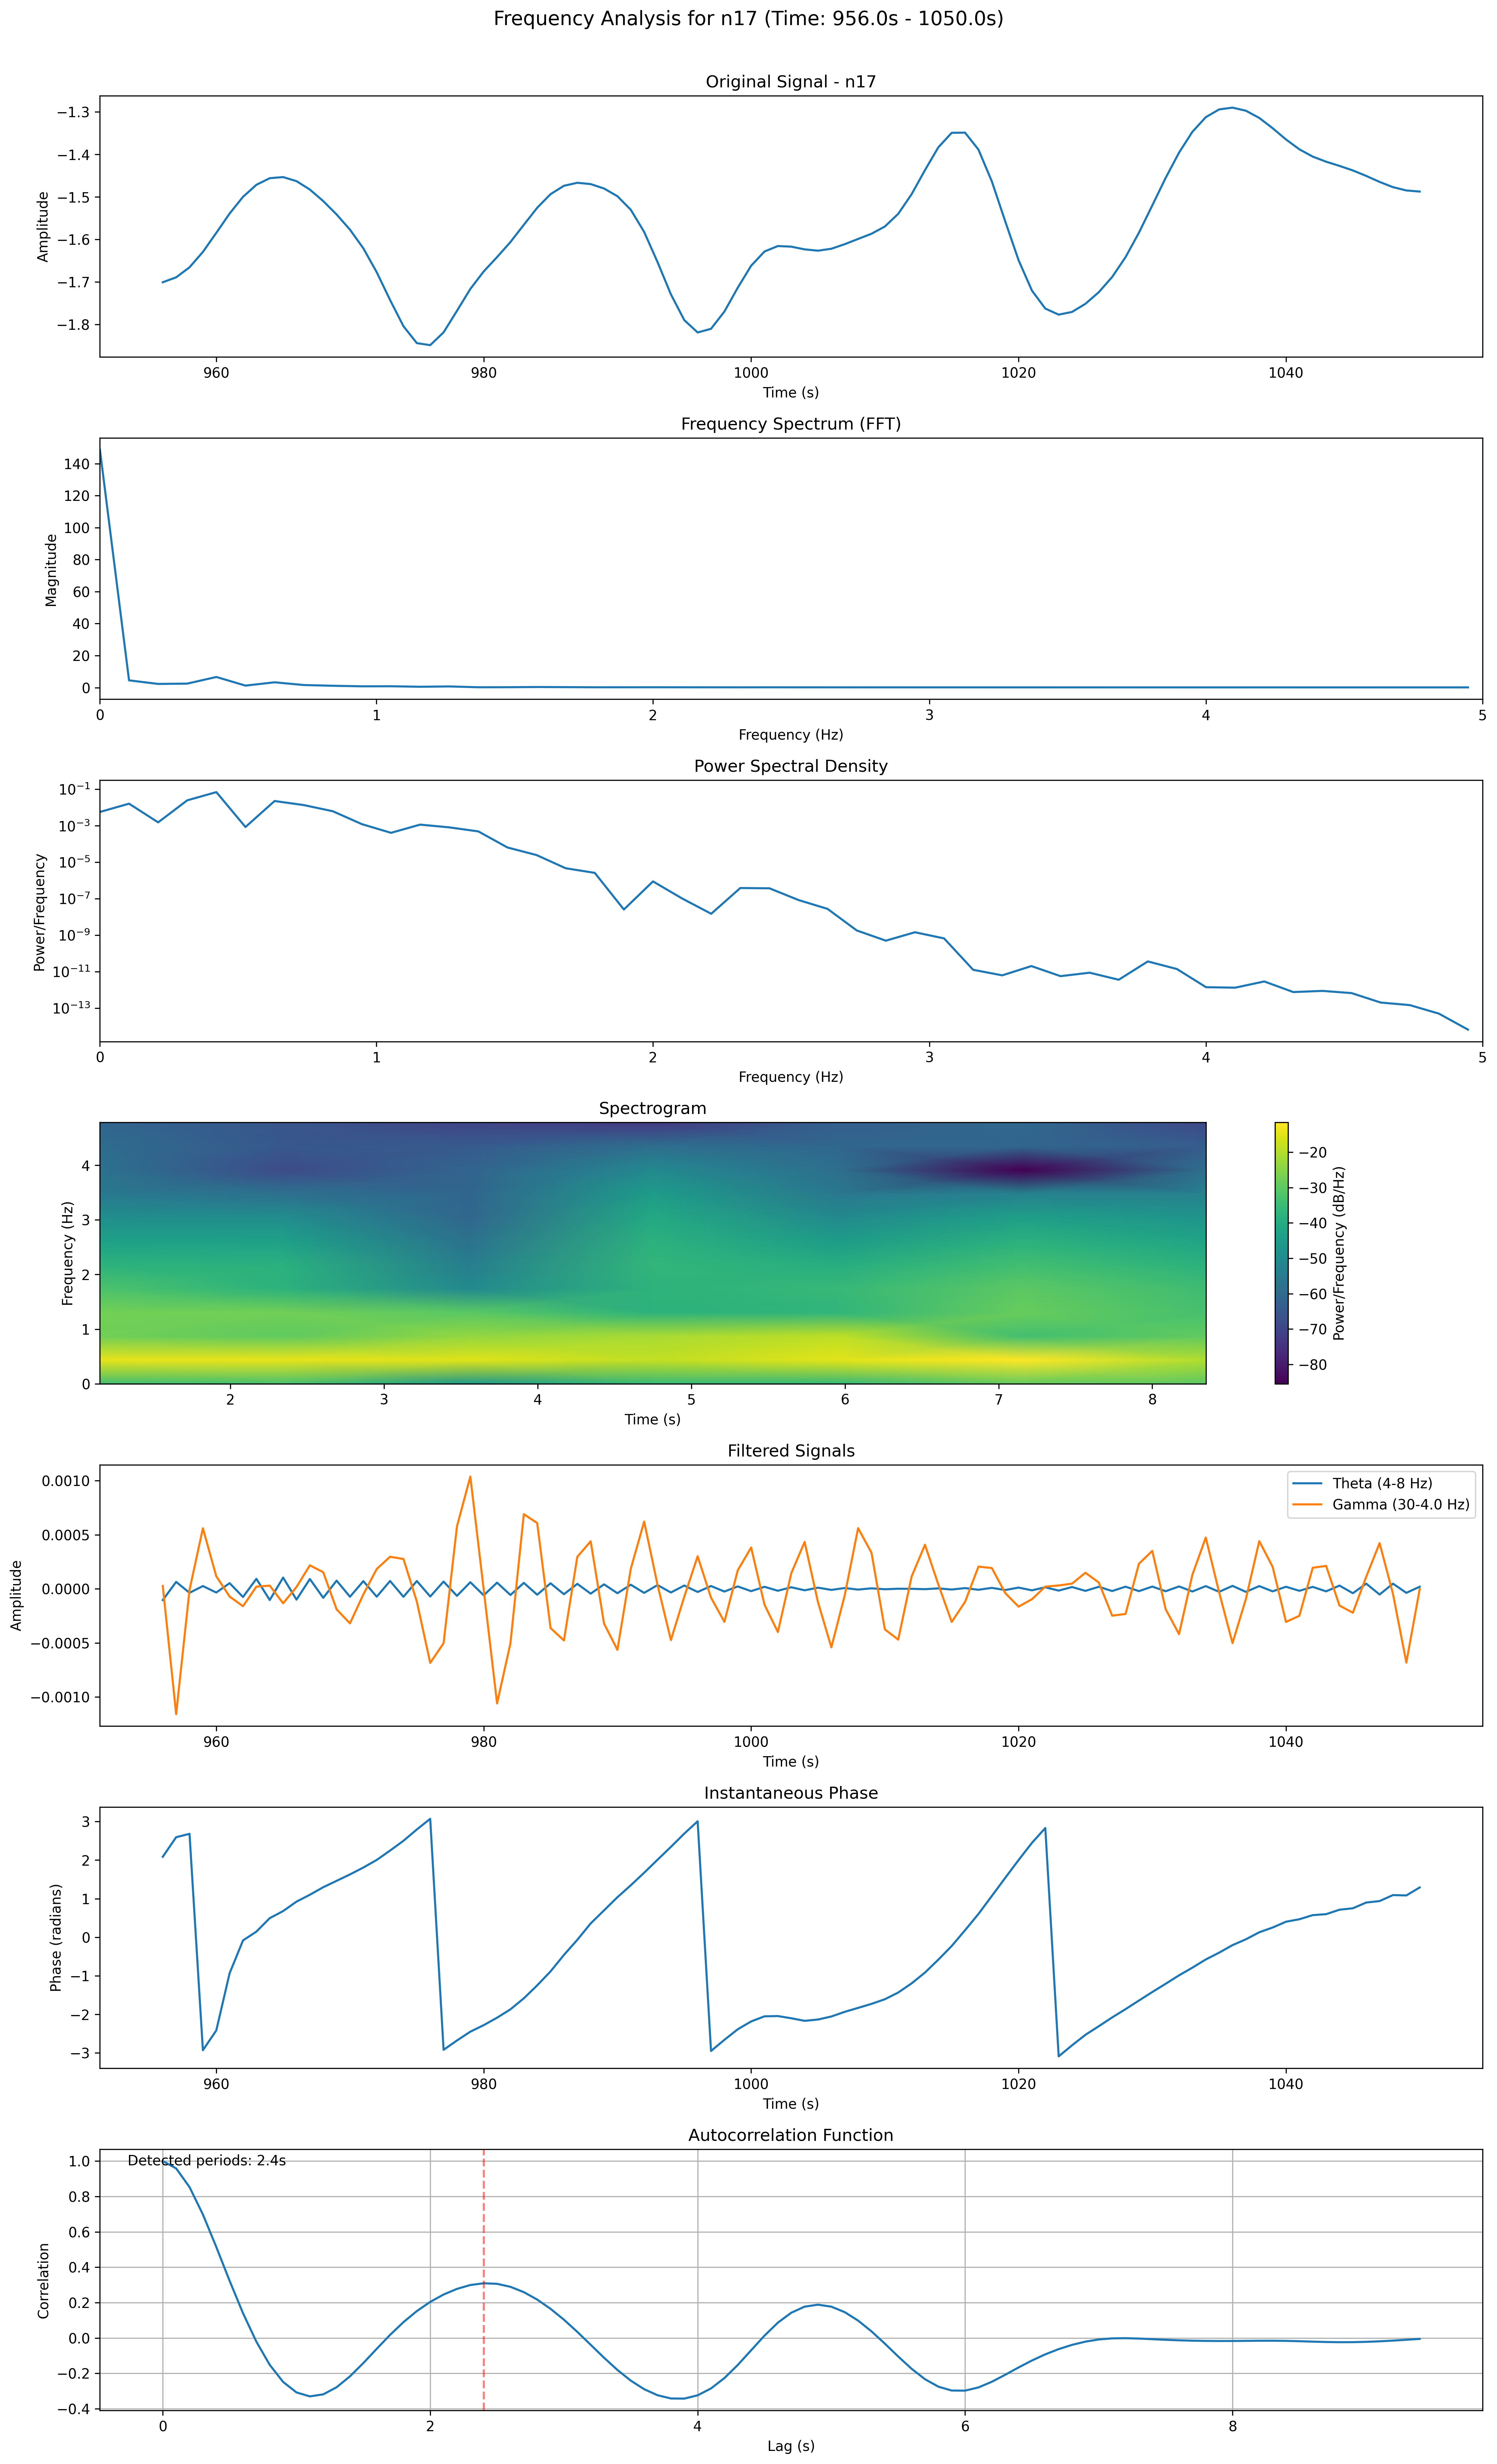 Frequency Analysis for n17 (Time: 956.0s - 1050.0s)
Original Signal - n17
Amplitude
−1.3
−1.4
−1.5
−1.6
−1.7
−1.8
960 980 1000 1020 1040
Time (s)
Frequency Spectrum (FFT)
Magnitude
140
120
100
80
60
40
20
0
0 1 2 3 4 5
Frequency (Hz)
Power Spectral Density
Power/Frequency
10⁻¹
10⁻³
10⁻⁵
10⁻⁷
10⁻⁹
10⁻¹¹
10⁻¹³
0 1 2 3 4 5
Frequency (Hz)
Spectrogram
Frequency (Hz)
4
3
2
1
0
2 3 4 5 6 7 8
Time (s)
−20
−30
−40
−50
−60
−70
−80
Power/Frequency (dB/Hz)
Filtered Signals
Theta (4-8 Hz)
Gamma (30-4.0 Hz)
Amplitude
0.0010
0.0005
0.0000
−0.0005
−0.0010
960 980 1000 1020 1040
Time (s)
Instantaneous Phase
Phase (radians)
3
2
1
0
−1
−2
−3
960 980 1000 1020 1040
Time (s)
Autocorrelation Function
Detected periods: 2.4s
Correlation
1.0
0.8
0.6
0.4
0.2
0.0
−0.2
−0.4
0 2 4 6 8
Lag (s)